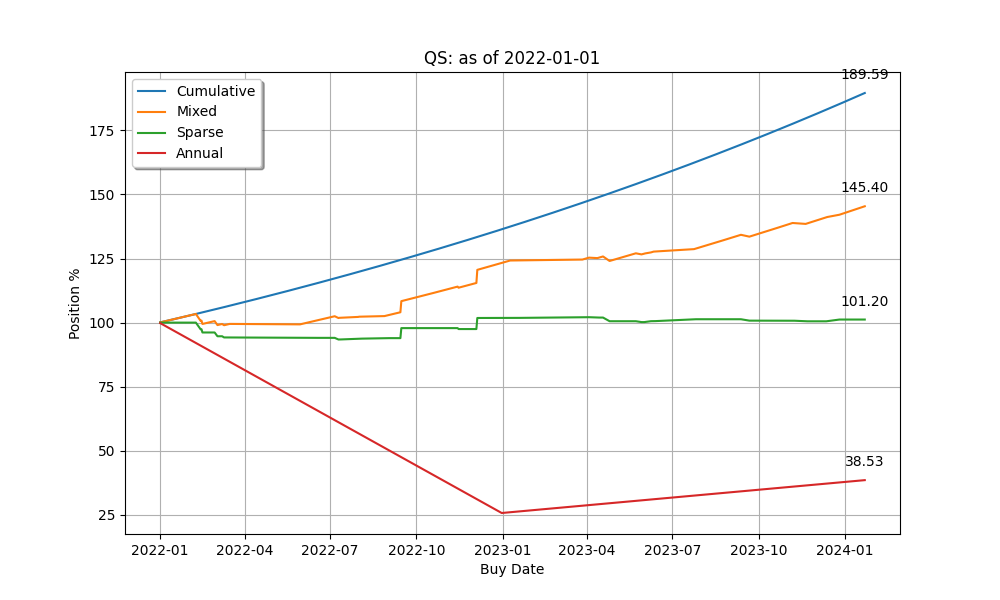 QS: as of 2022-01-01
189.59
Cumulative
Mixed
Sparse
Annual
145.40
101.20
38.53
175
150
125
100
75
50
25
Position %
2022-01 2022-04 2022-07 2022-10 2023-01 2023-04 2023-07 2023-10 2024-01
Buy Date